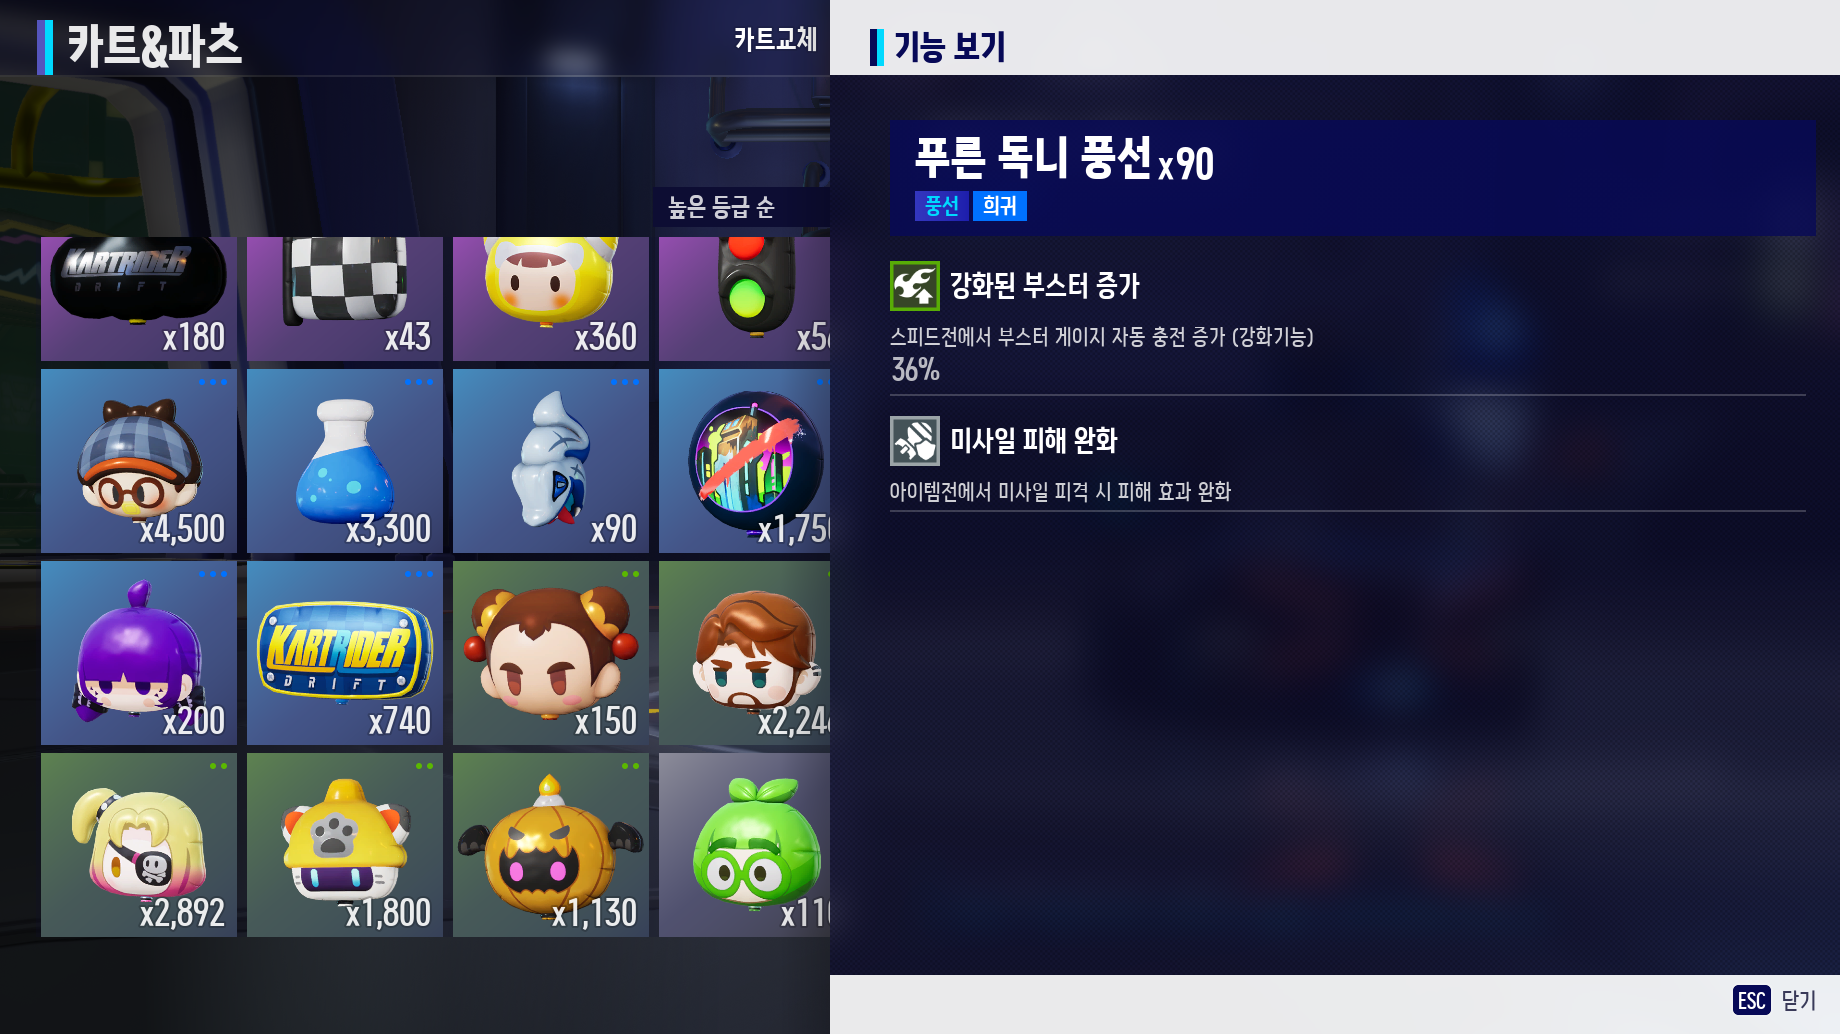 카트&파츠
카트교체
높은 등급 순
KARTRIDER
DRIFT
x180
x43
x360
x4,500
x3,300
x90
x200
KARTRIDER
DRIFT
x740
x150
x2,892
x1,800
x1,130
기능 보기
푸른 독니 풍선 x90
풍선 희귀
강화된 부스터 증가
스피드전에서 부스터 게이지 자동 충전 증가 (강화기능)
36%
미사일 피해 완화
아이템전에서 미사일 피격 시 피해 효과 완화
ESC 닫기